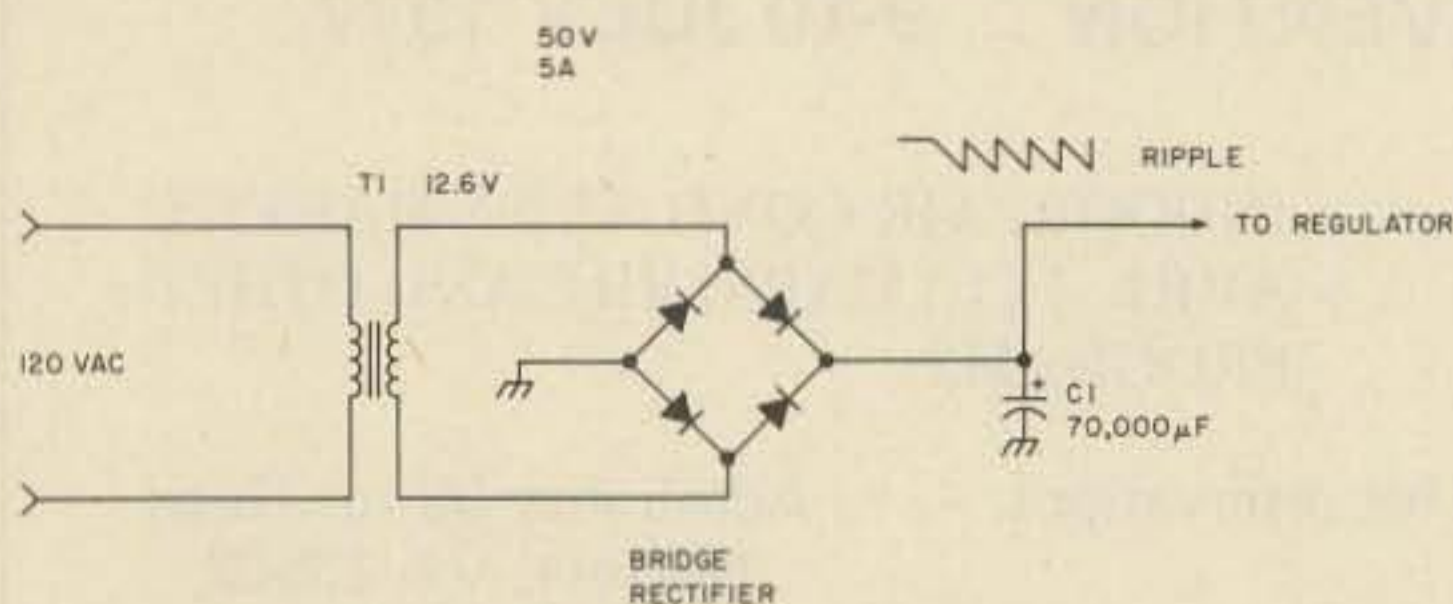 50V
5A
RIPPLE
T1 12.6V
TO REGULATOR
120 VAC
+
C1
70,000µF
BRIDGE
RECTIFIER